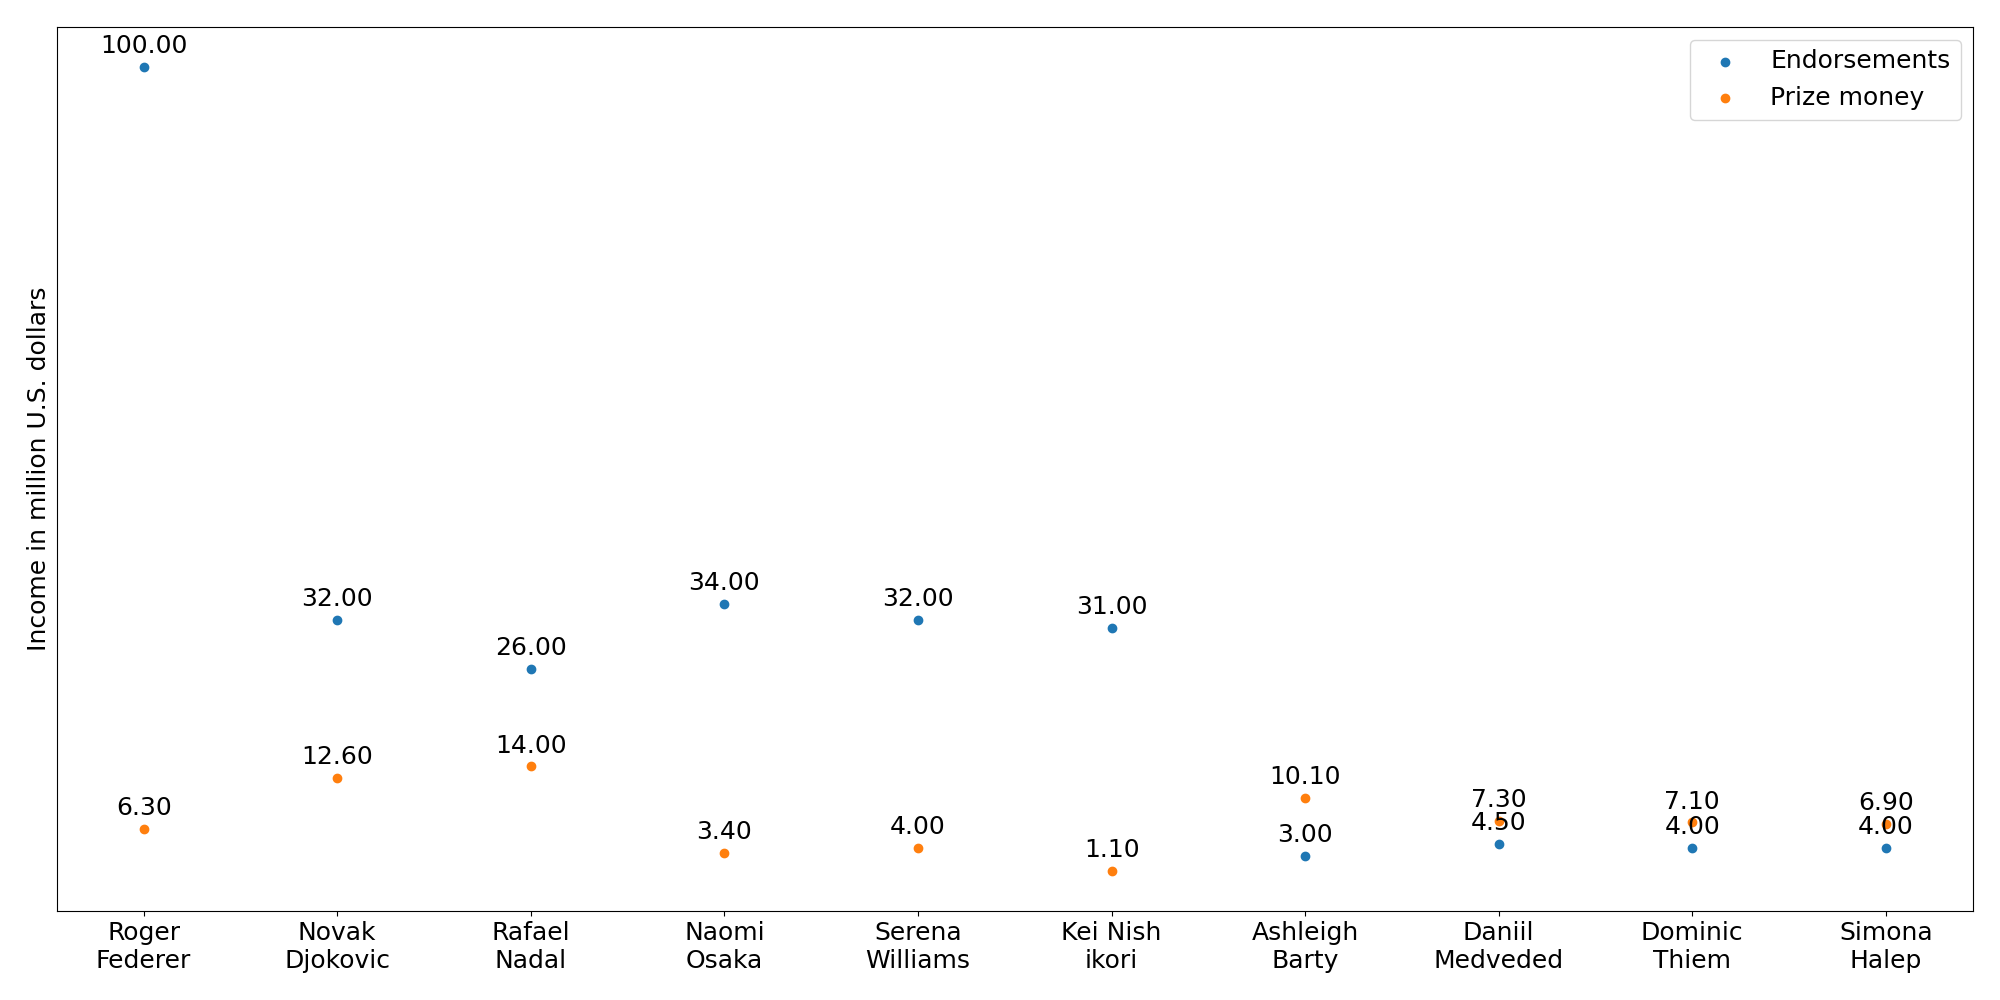 100.00
Endorsements
Prize money
Income in million U.S. dollars
32.00
26.00
34.00
32.00
31.00
6.30
12.60
14.00
3.40
4.00
1.10
10.10
3.00
7.30
4.50
7.10
4.00
6.90
4.00
Roger
Federer
Novak
Djokovic
Rafael
Nadal
Naomi
Osaka
Serena
Williams
Kei Nish
ikori
Ashleigh
Barty
Daniil
Medveded
Dominic
Thiem
Simona
Halep